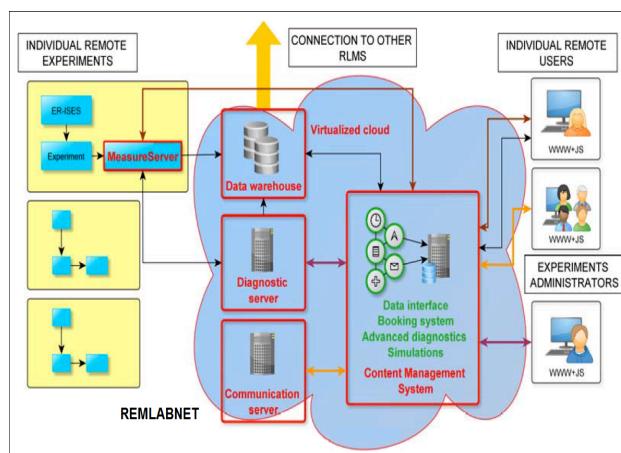 INDIVIDUAL REMOTE
EXPERIMENTS
CONNECTION TO OTHER
RLMS
INDIVIDUAL REMOTE
USERS
ER-ISES
Experiment
MeasureServer
Data warehouse
Virtualized cloud
WWW+JS
Diagnostic
server
A
Data interface
Booking system
Advanced diagnostics
Simulations
Content Management
System
WWW+JS
EXPERIMENTS
ADMINISTRATORS
Communication
server.
WWW+JS
REMLABNET